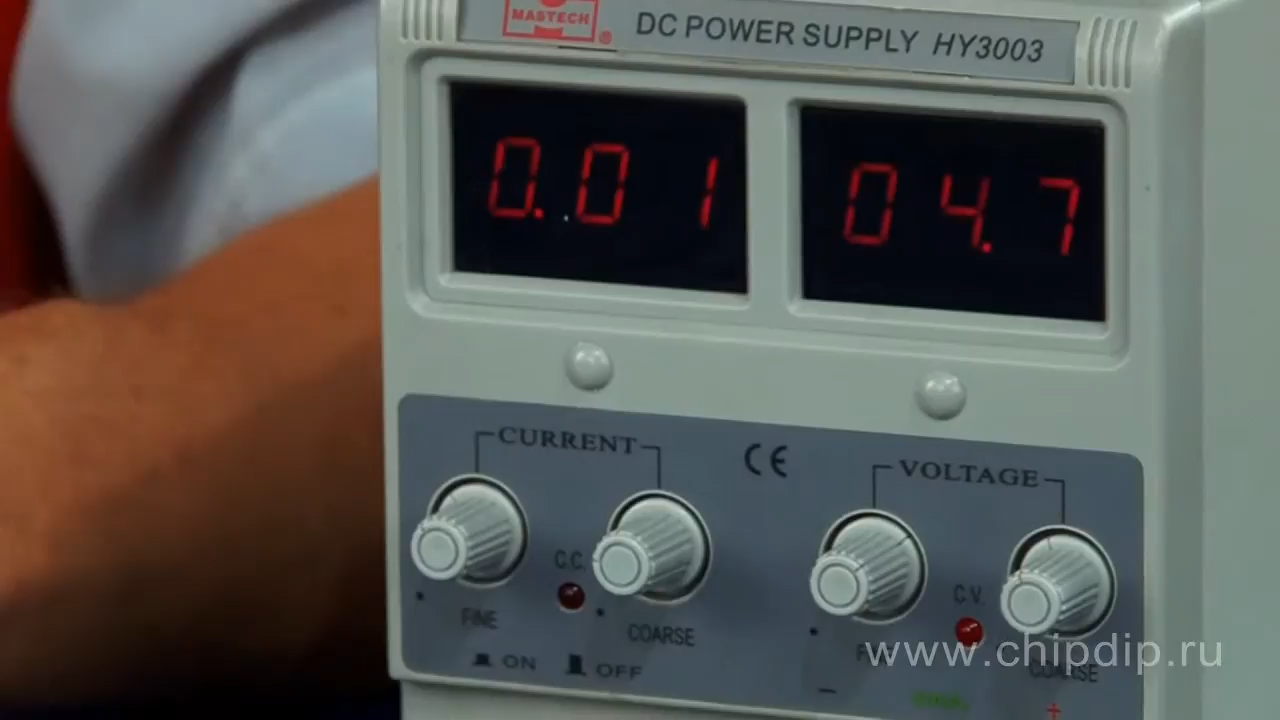 MASTECH ®
DC POWER SUPPLY HY3003
0.01
04.7
CURRENT
CE
VOLTAGE
C.C.
C.V.
FINE
COARSE
COARSE
ON
OFF
www.chipdip.ru
−
+